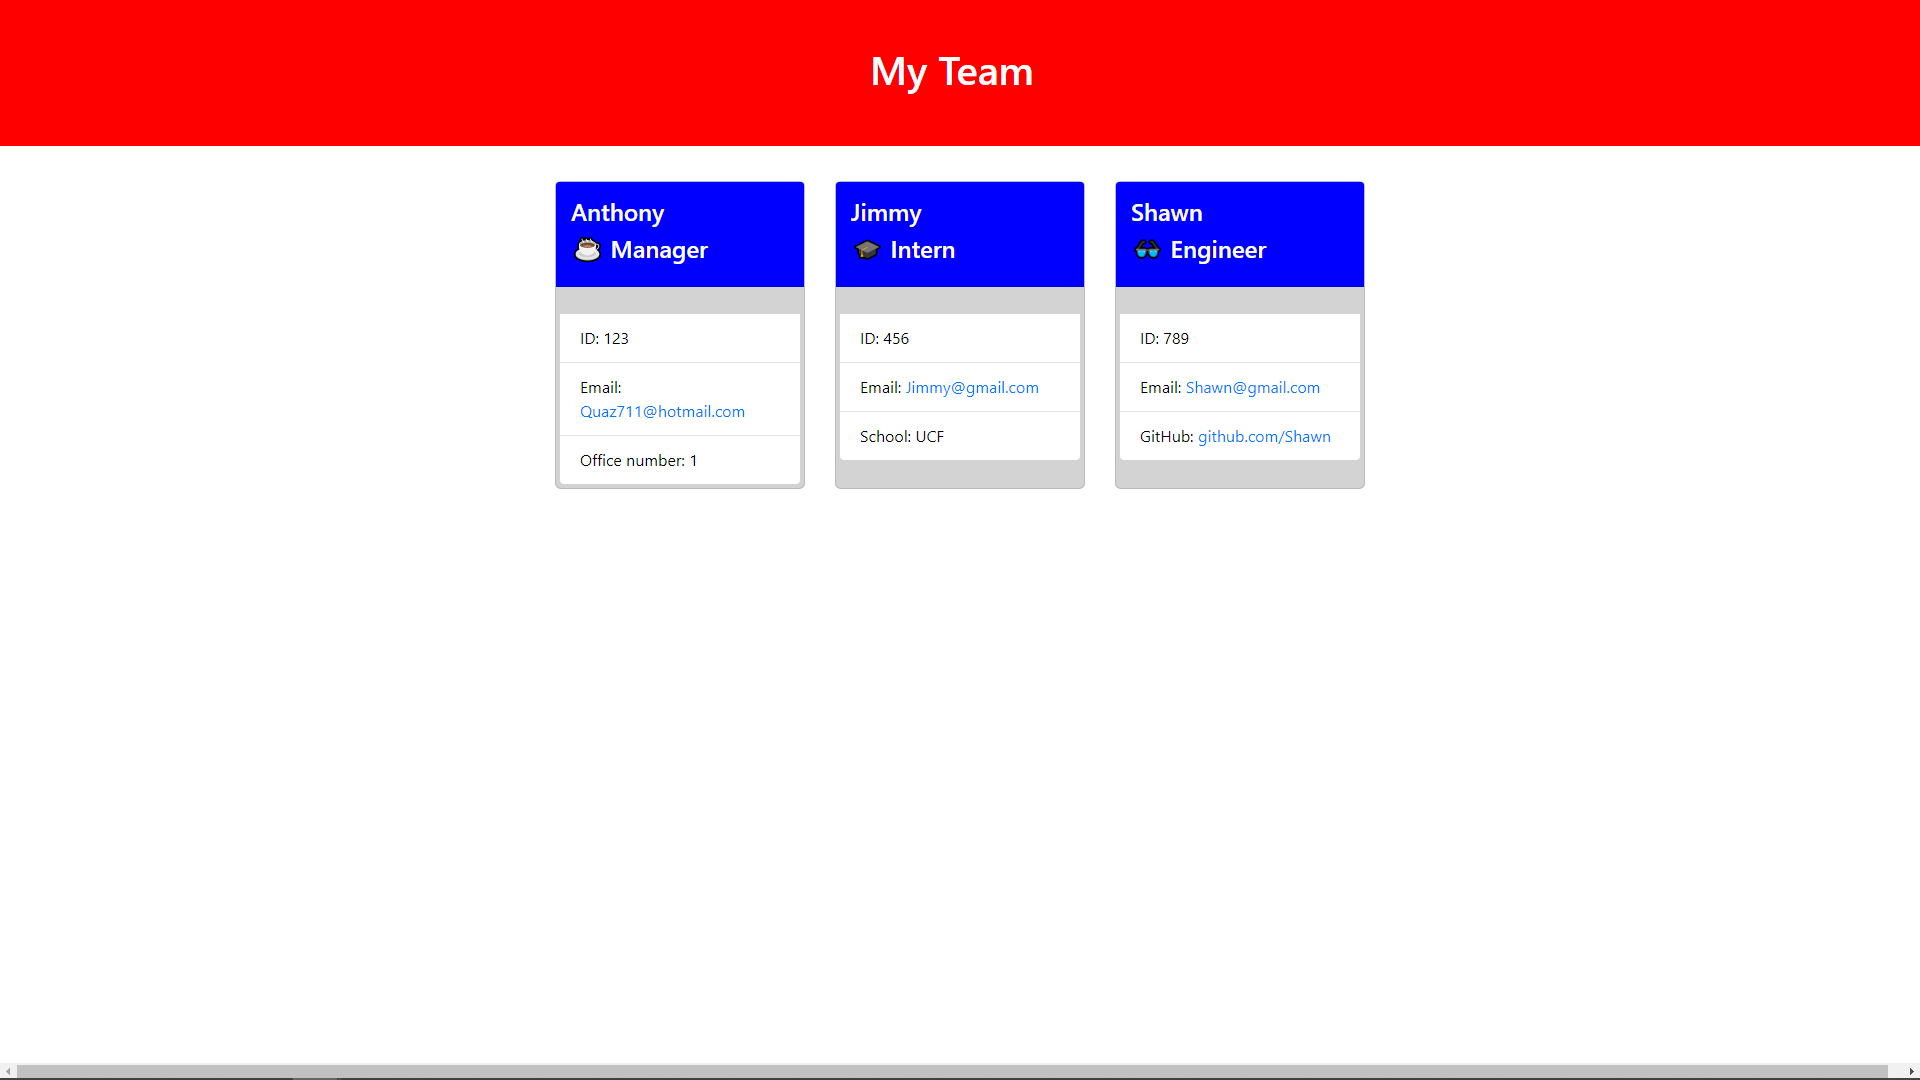 My Team
Anthony
Manager
ID: 123
Email:
Quaz711@hotmail.com
Office number: 1
Jimmy
Intern
ID: 456
Email: Jimmy@gmail.com
School: UCF
Shawn
Engineer
ID: 789
Email: Shawn@gmail.com
GitHub: github.com/Shawn